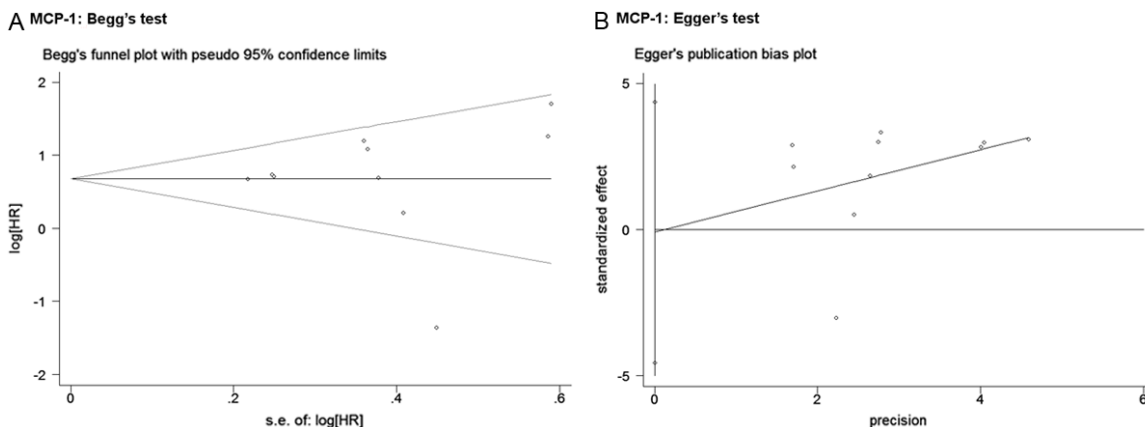 A MCP-1: Begg's test
Begg's funnel plot with pseudo 95% confidence limits
log[HR]
2
1
0
-1
-2
0
.2
.4
.6
s.e. of: log[HR]
B MCP-1: Egger's test
Egger's publication bias plot
standardized effect
5
0
-5
0
2
4
6
precision